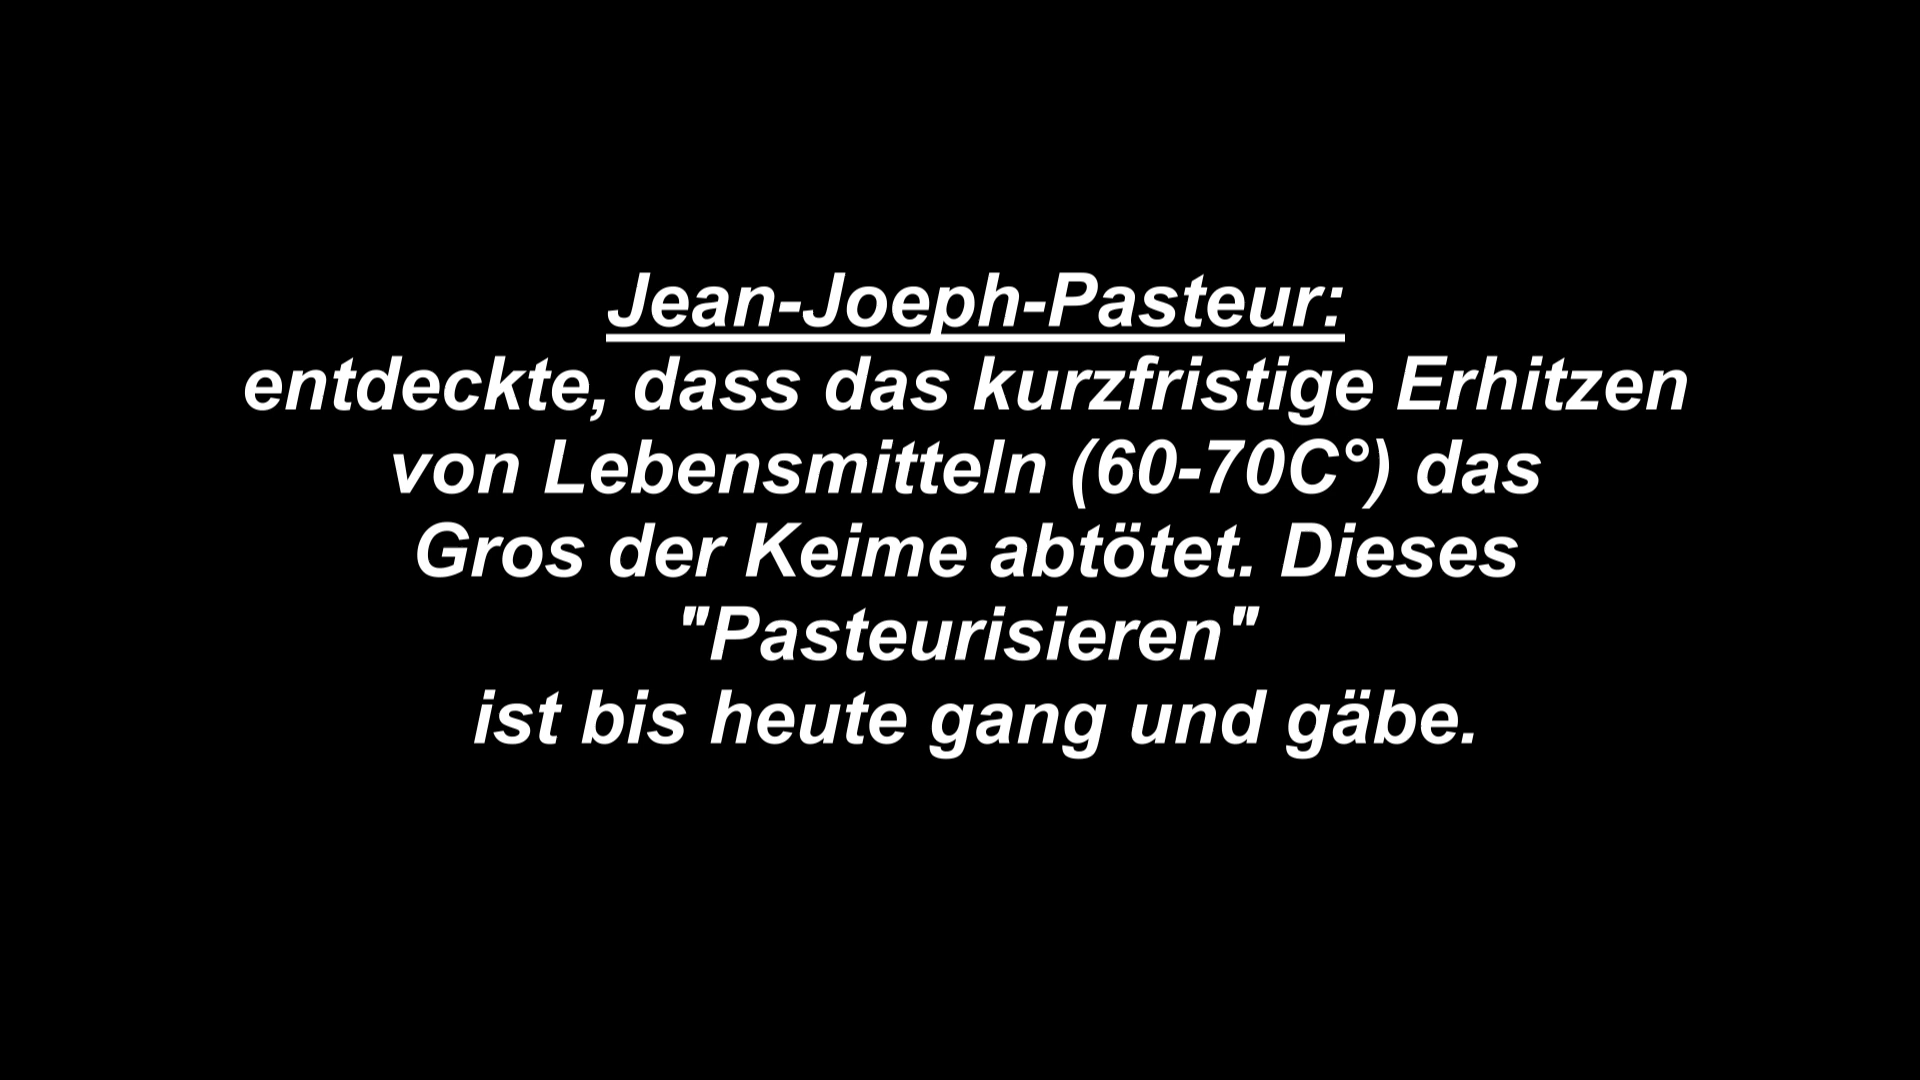 Jean-Joeph-Pasteur:
entdeckte, dass das kurzfristige Erhitzen
von Lebensmitteln (60-70C°) das
Gros der Keime abtötet. Dieses
"Pasteurisieren"
ist bis heute gang und gäbe.